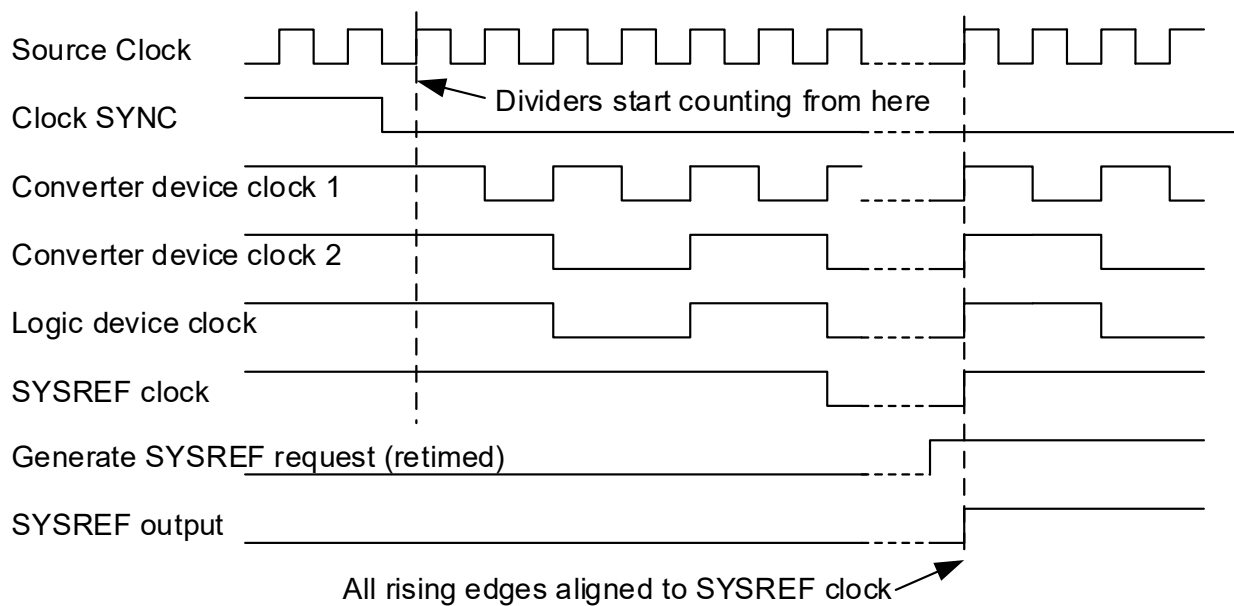 Source Clock
Dividers start counting from here
Clock SYNC
Converter device clock 1
Converter device clock 2
Logic device clock
SYSREF clock
Generate SYSREF request (retimed)
SYSREF output
All rising edges aligned to SYSREF clock